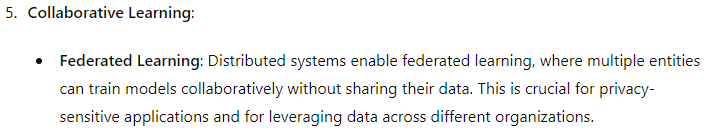 5. Collaborative Learning:
• Federated Learning: Distributed systems enable federated learning, where multiple entities
can train models collaboratively without sharing their data. This is crucial for privacy-
sensitive applications and for leveraging data across different organizations.